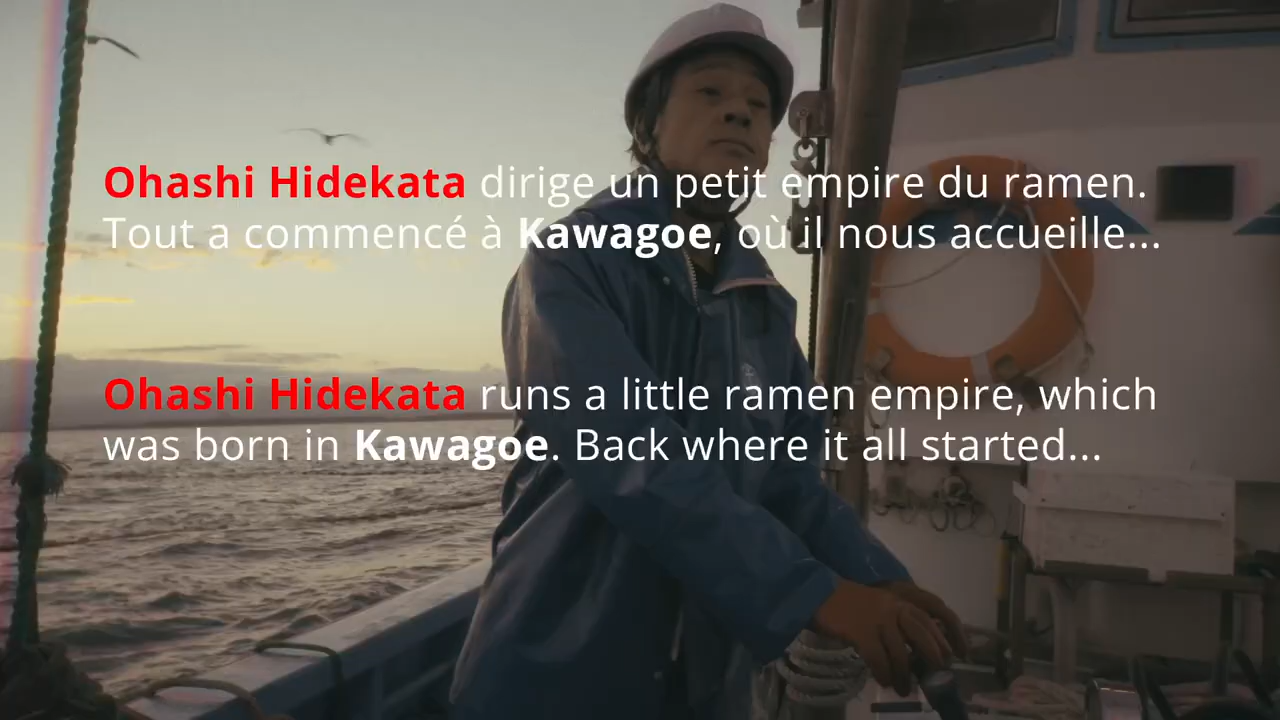 Ohashi Hidekata dirige un petit empire du ramen.
Tout a commencé à Kawagoe, où il nous accueille...
Ohashi Hidekata runs a little ramen empire, which
was born in Kawagoe. Back where it all started...